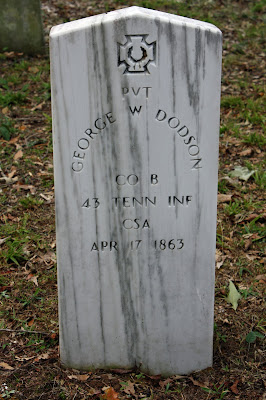 PVT
GEORGE W DODSON
CO B
43 TENN INF
CSA
APR 17 1863